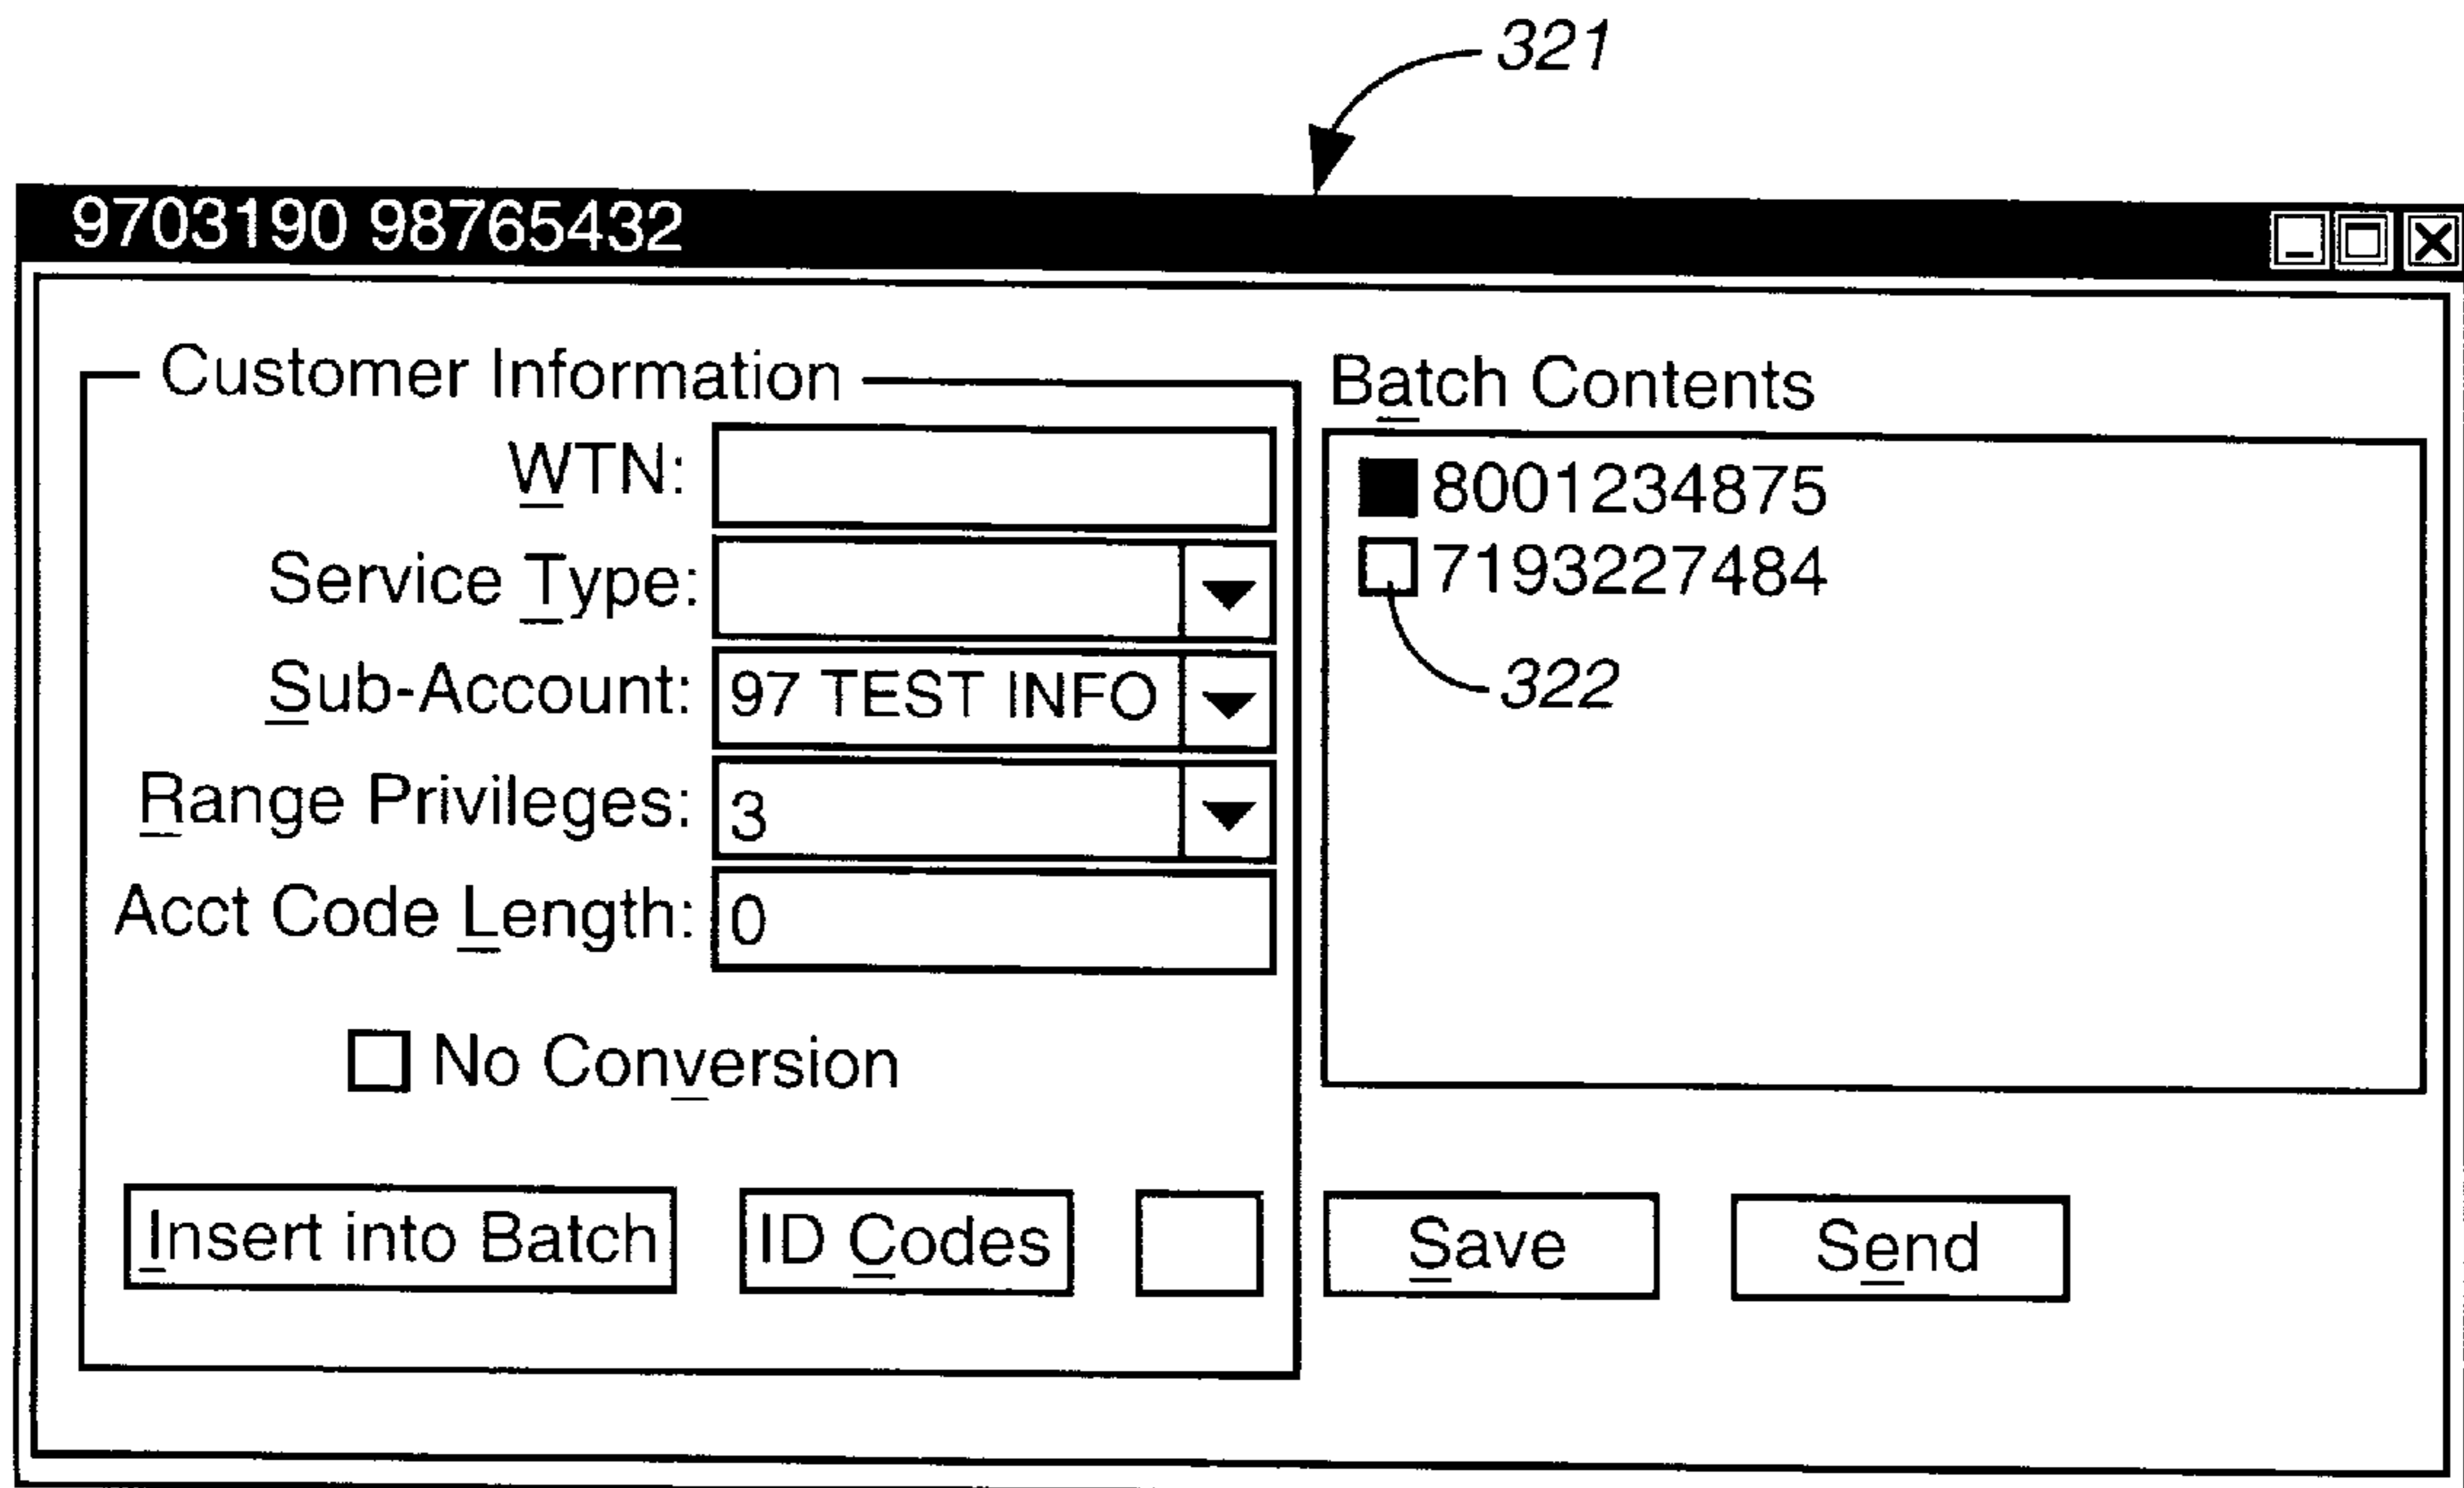 321
9703190 98765432
Customer Information
WTN:
Service Type:
Sub-Account: 97 TEST INFO
Range Privileges: 3
Acct Code Length: 0
No Conversion
Insert into Batch
ID Codes
Batch Contents
8001234875
7193227484
322
Save
Send